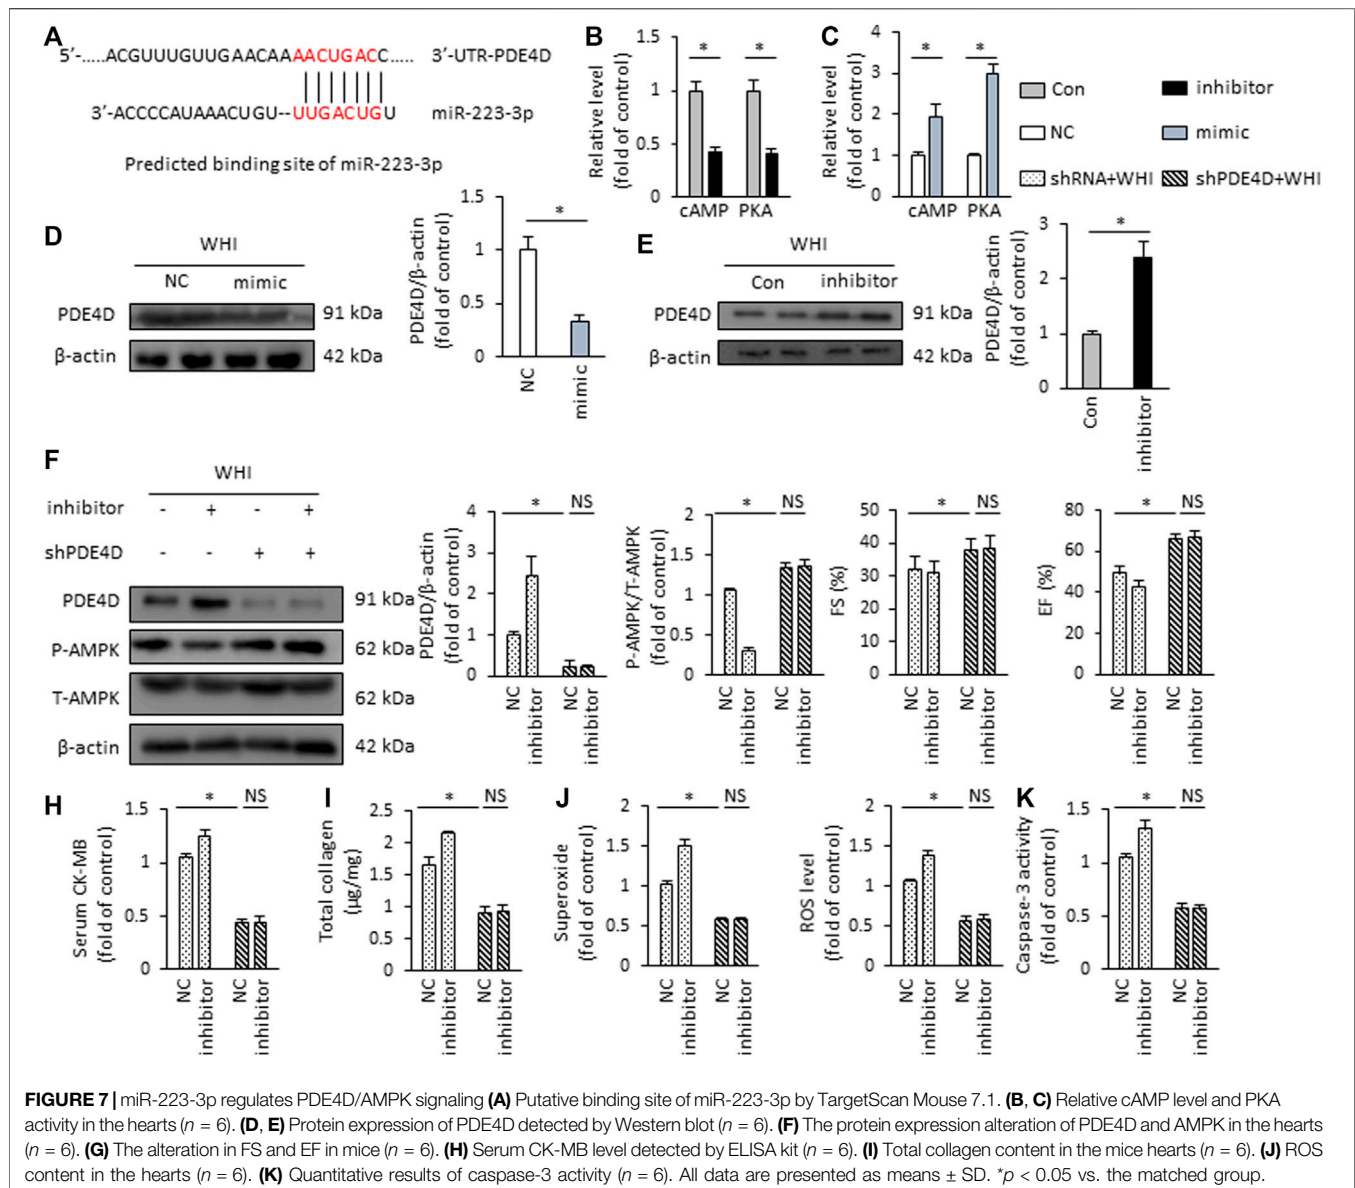 A
5′-.....ACGUUUGUUGAACAAAACUGACC.....
3′-UTR-PDE4D
3′-ACCCCAUAAACUGU--UUGACUGU
miR-223-3p
Predicted binding site of miR-223-3p
B
Relative level
(fold of control)
1.5
1
0.5
0
*
*
cAMP
PKA
C
Relative level
(fold of control)
4
3
2
1
0
*
*
cAMP
PKA
Con
inhibitor
NC
mimic
shRNA+WHI
shPDE4D+WHI
D
WHI
NC
mimic
PDE4D
91 kDa
β-actin
42 kDa
PDE4D/β-actin
(fold of control)
1.5
1
0.5
0
*
NC
mimic
E
WHI
Con
inhibitor
PDE4D
91 kDa
β-actin
42 kDa
PDE4D/β-actin
(fold of control)
3
2
1
0
*
Con
inhibitor
F
WHI
inhibitor - + - +
shPDE4D - - + +
PDE4D
91 kDa
P-AMPK
62 kDa
T-AMPK
62 kDa
β-actin
42 kDa
PDE4D/β-actin
(fold of control)
4
3
2
1
0
*
NS
NC
inhibitor
NC
inhibitor
P-AMPK/T-AMPK
(fold of control)
2
1.5
1
0.5
0
*
NS
NC
inhibitor
NC
inhibitor
FS (%)
50
40
30
20
10
0
*
NS
NC
inhibitor
NC
inhibitor
EF (%)
80
60
40
20
0
*
NS
NC
inhibitor
NC
inhibitor
H
Serum CK-MB
(fold of control)
1.5
1
0.5
0
*
NS
NC
inhibitor
NC
inhibitor
I
Total collagen
(μg/mg)
2.5
2
1.5
1
0.5
0
*
NS
NC
inhibitor
NC
inhibitor
J
Superoxide
(fold of control)
2
1.5
1
0.5
0
*
NS
NC
inhibitor
NC
inhibitor
ROS level
(fold of control)
2
1.5
1
0.5
0
*
NS
NC
inhibitor
NC
inhibitor
K
Caspase-3 activity
(fold of control)
1.5
1
0.5
0
*
NS
NC
inhibitor
NC
inhibitor
FIGURE 7 | miR-223-3p regulates PDE4D/AMPK signaling (A) Putative binding site of miR-223-3p by TargetScan Mouse 7.1. (B, C) Relative cAMP level and PKA
activity in the hearts (n = 6). (D, E) Protein expression of PDE4D detected by Western blot (n = 6). (F) The protein expression alteration of PDE4D and AMPK in the hearts
(n = 6). (G) The alteration in FS and EF in mice (n = 6). (H) Serum CK-MB level detected by ELISA kit (n = 6). (I) Total collagen content in the mice hearts (n = 6). (J) ROS
content in the hearts (n = 6). (K) Quantitative results of caspase-3 activity (n = 6). All data are presented as means ± SD. *p < 0.05 vs. the matched group.